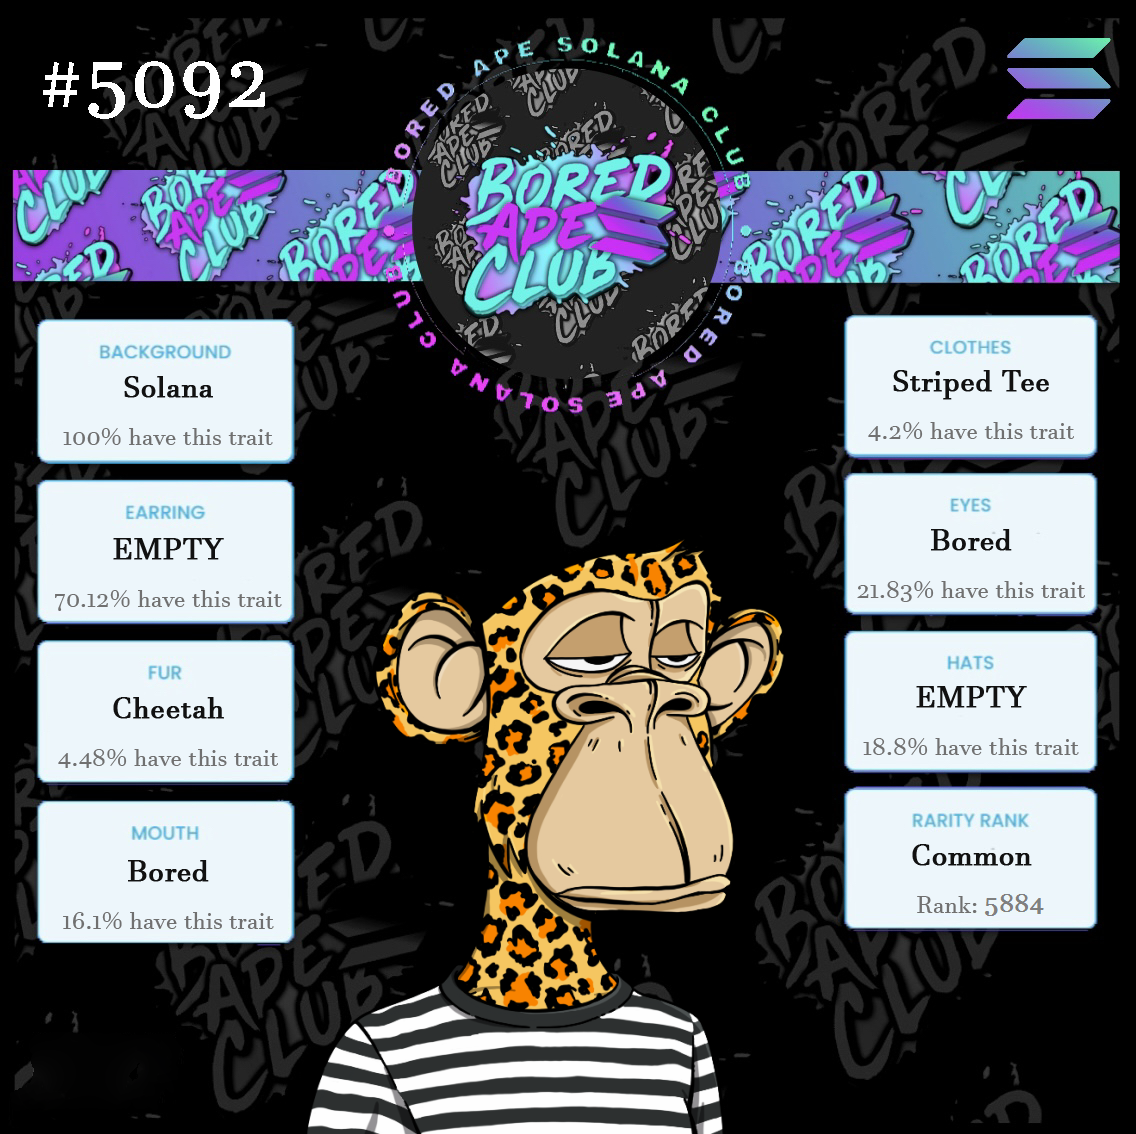 #5092
BORED APE SOLANA CLUB
BORED APE SOLANA CLUB
BORED
APE
CLUB
BACKGROUND
Solana
100% have this trait
EARRING
EMPTY
70.12% have this trait
FUR
Cheetah
4.48% have this trait
MOUTH
Bored
16.1% have this trait
CLOTHES
Striped Tee
4.2% have this trait
EYES
Bored
21.83% have this trait
HATS
EMPTY
18.8% have this trait
RARITY RANK
Common
Rank: 5884